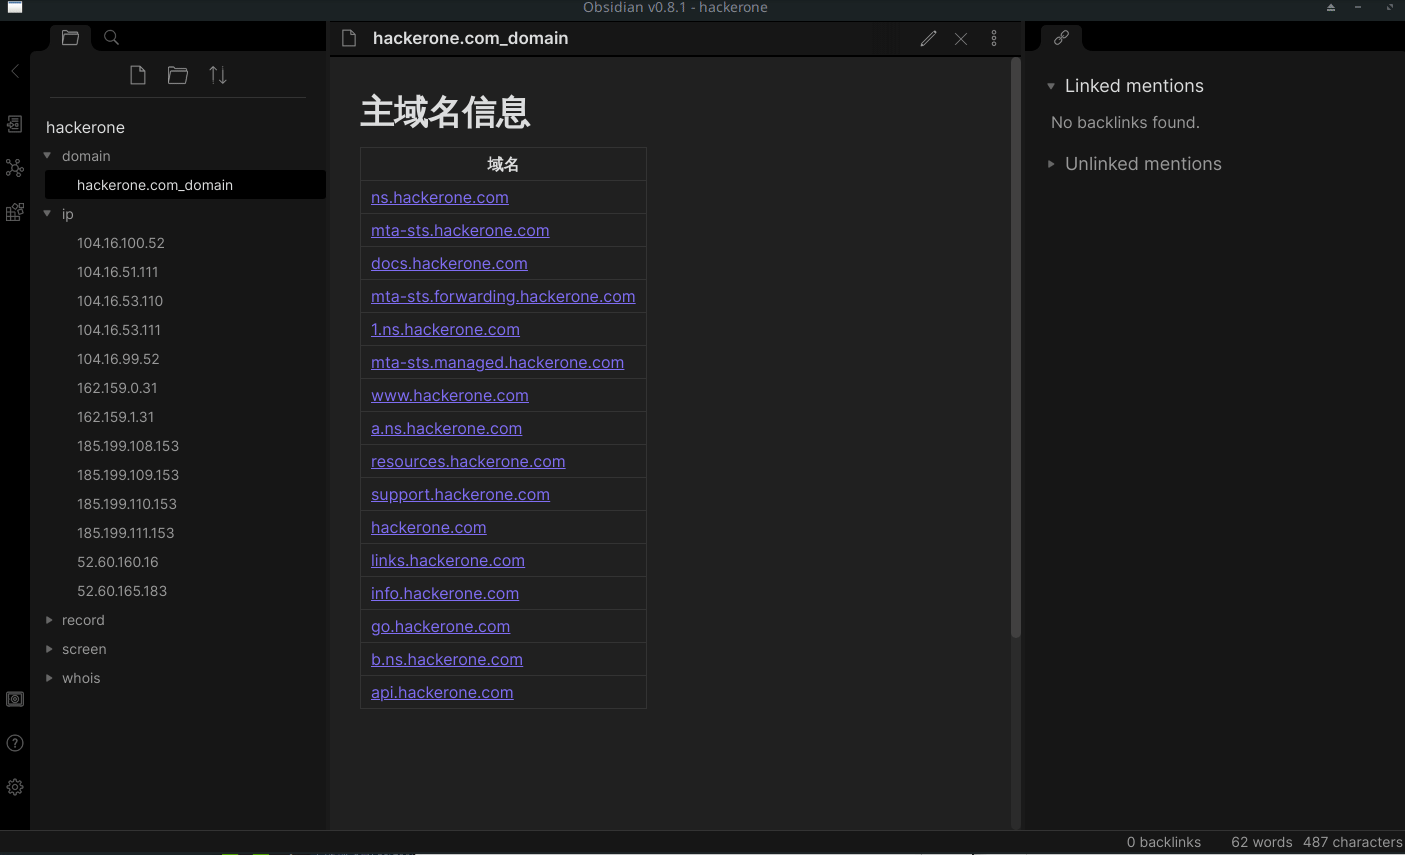 Obsidian v0.8.1 - hackerone
hackerone
domain
hackerone.com_domain
ip
104.16.100.52
104.16.51.111
104.16.53.110
104.16.53.111
104.16.99.52
162.159.0.31
162.159.1.31
185.199.108.153
185.199.109.153
185.199.110.153
185.199.111.153
52.60.160.16
52.60.165.183
record
screen
whois
hackerone.com_domain
主域名信息
域名
ns.hackerone.com
mta-sts.hackerone.com
docs.hackerone.com
mta-sts.forwarding.hackerone.com
1.ns.hackerone.com
mta-sts.managed.hackerone.com
www.hackerone.com
a.ns.hackerone.com
resources.hackerone.com
support.hackerone.com
hackerone.com
links.hackerone.com
info.hackerone.com
go.hackerone.com
b.ns.hackerone.com
api.hackerone.com
Linked mentions
No backlinks found.
Unlinked mentions
0 backlinks 62 words 487 characters